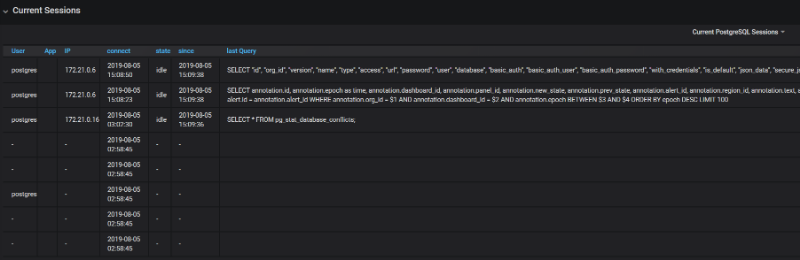 Current Sessions
Current PostgreSQL Sessions
User App IP connect state since last Query
postgres 172.21.0.6 2019-08-05 15:08:50 idle 2019-08-05 15:09:38 SELECT "id", "org_id", "version", "name", "type", "access", "url", "password", "user", "database", "basic_auth", "basic_auth_user", "basic_auth_password", "with_credentials", "is_default", "json_data", "secure_j
postgres 172.21.0.6 2019-08-05 15:08:23 idle 2019-08-05 15:09:38 SELECT annotation.id, annotation.epoch as time, annotation.dashboard_id, annotation.panel_id, annotation.new_state, annotation.prev_state, annotation.alert_id, annotation.region_id, annotation.text, a
alert.id = annotation.alert_id WHERE annotation.org_id = $1 AND annotation.dashboard_id = $2 AND annotation.epoch BETWEEN $3 AND $4 ORDER BY epoch DESC LIMIT 100
postgres 172.21.0.16 2019-08-05 03:02:30 idle 2019-08-05 15:09:36 SELECT * FROM pg_stat_database_conflicts;
- - 2019-08-05 02:58:45 - - -
- - 2019-08-05 02:58:45 - - -
postgres - 2019-08-05 02:58:45 - - -
- - 2019-08-05 02:58:45 - - -
- - 2019-08-05 02:58:45 - - -